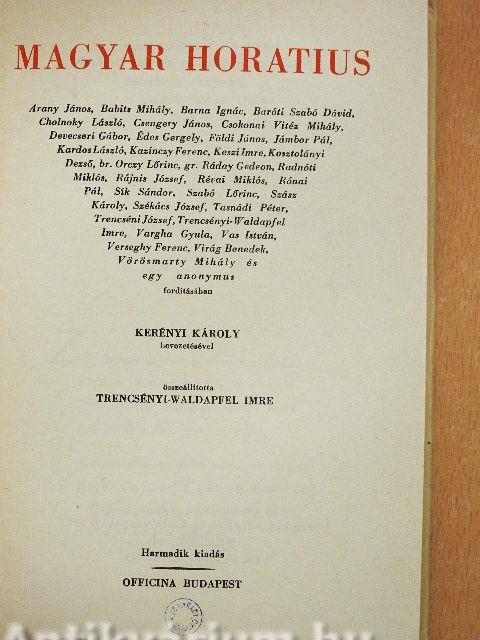 MAGYAR HORATIUS
Arany János, Babits Mihály, Barna Ignác, Baróti Szabó Dávid,
Cholnoky László, Csengery János, Csokonai Vitéz Mihály,
Devecseri Gábor, Édes Gergely, Földi János, Jámbor Pál,
Kardos László, Kazinczy Ferenc, Keszi Imre, Kosztolányi
Dezső, br. Orczy Lőrinc, gr. Ráday Gedeon, Radnóti
Miklós, Rájnis József, Révai Miklós, Rónai
Pál, Sík Sándor, Szabó Lőrinc, Szász
Károly, Székács József, Tasnádi Péter,
Trencséni József, Trencsényi-Waldapfel
Imre, Vargha Gyula, Vas István,
Verseghy Ferenc, Virág Benedek,
Vörösmarty Mihály és
egy anonymus
fordításában
KERÉNYI KÁROLY
bevezetésével
összeállította
TRENCSÉNYI-WALDAPFEL IMRE
Harmadik kiadás
OFFICINA BUDAPEST
Antikvarium.hu